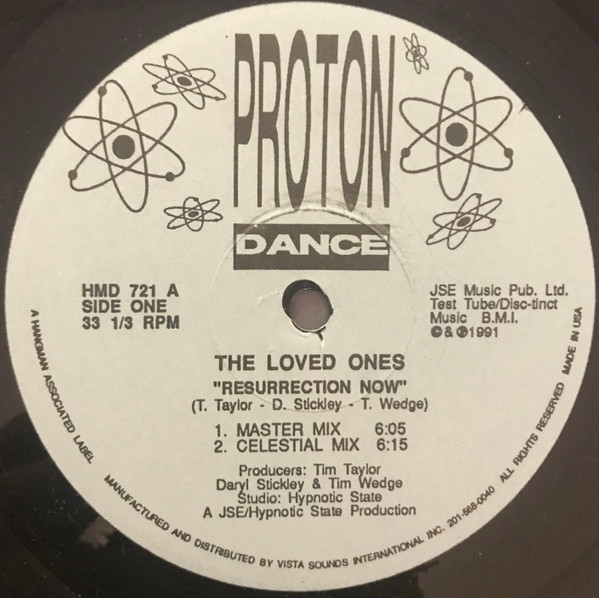 PROTON
DANCE
HMD 721 A
SIDE ONE
33 1/3 RPM
JSE Music Pub. Ltd.
Test Tube/Disc-tinct
Music B.M.I.
©&℗1991
THE LOVED ONES
"RESURRECTION NOW"
(T. Taylor - D. Stickley - T. Wedge)
1. MASTER MIX 6:05
2. CELESTIAL MIX 6:15
Producers: Tim Taylor
Daryl Stickley & Tim Wedge
Studio: Hypnotic State
A JSE/Hypnotic State Production
A HANGMAN ASSOCIATED LABEL
MANUFACTURED AND DISTRIBUTED BY VISTA SOUNDS INTERNATIONAL INC. 201-568-0040 ALL RIGHTS RESERVED MADE IN USA